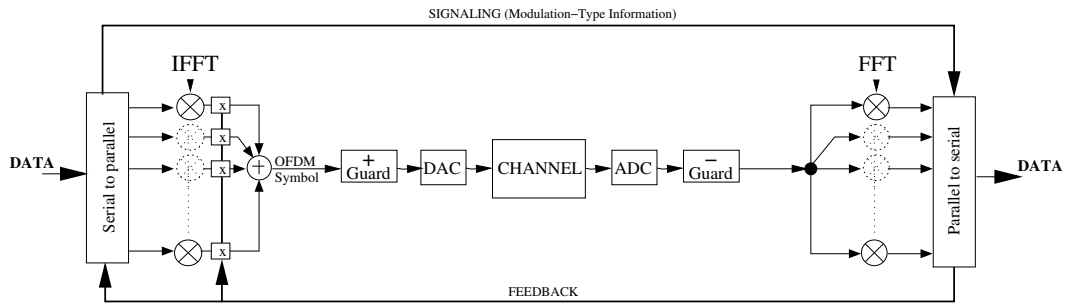 SIGNALING (Modulation−Type Information)
IFFT
FFT
DATA
Serial to parallel
x
x
x
x
+
OFDM
Symbol
+
Guard
DAC
CHANNEL
ADC
−
Guard
Parallel to serial
DATA
FEEDBACK